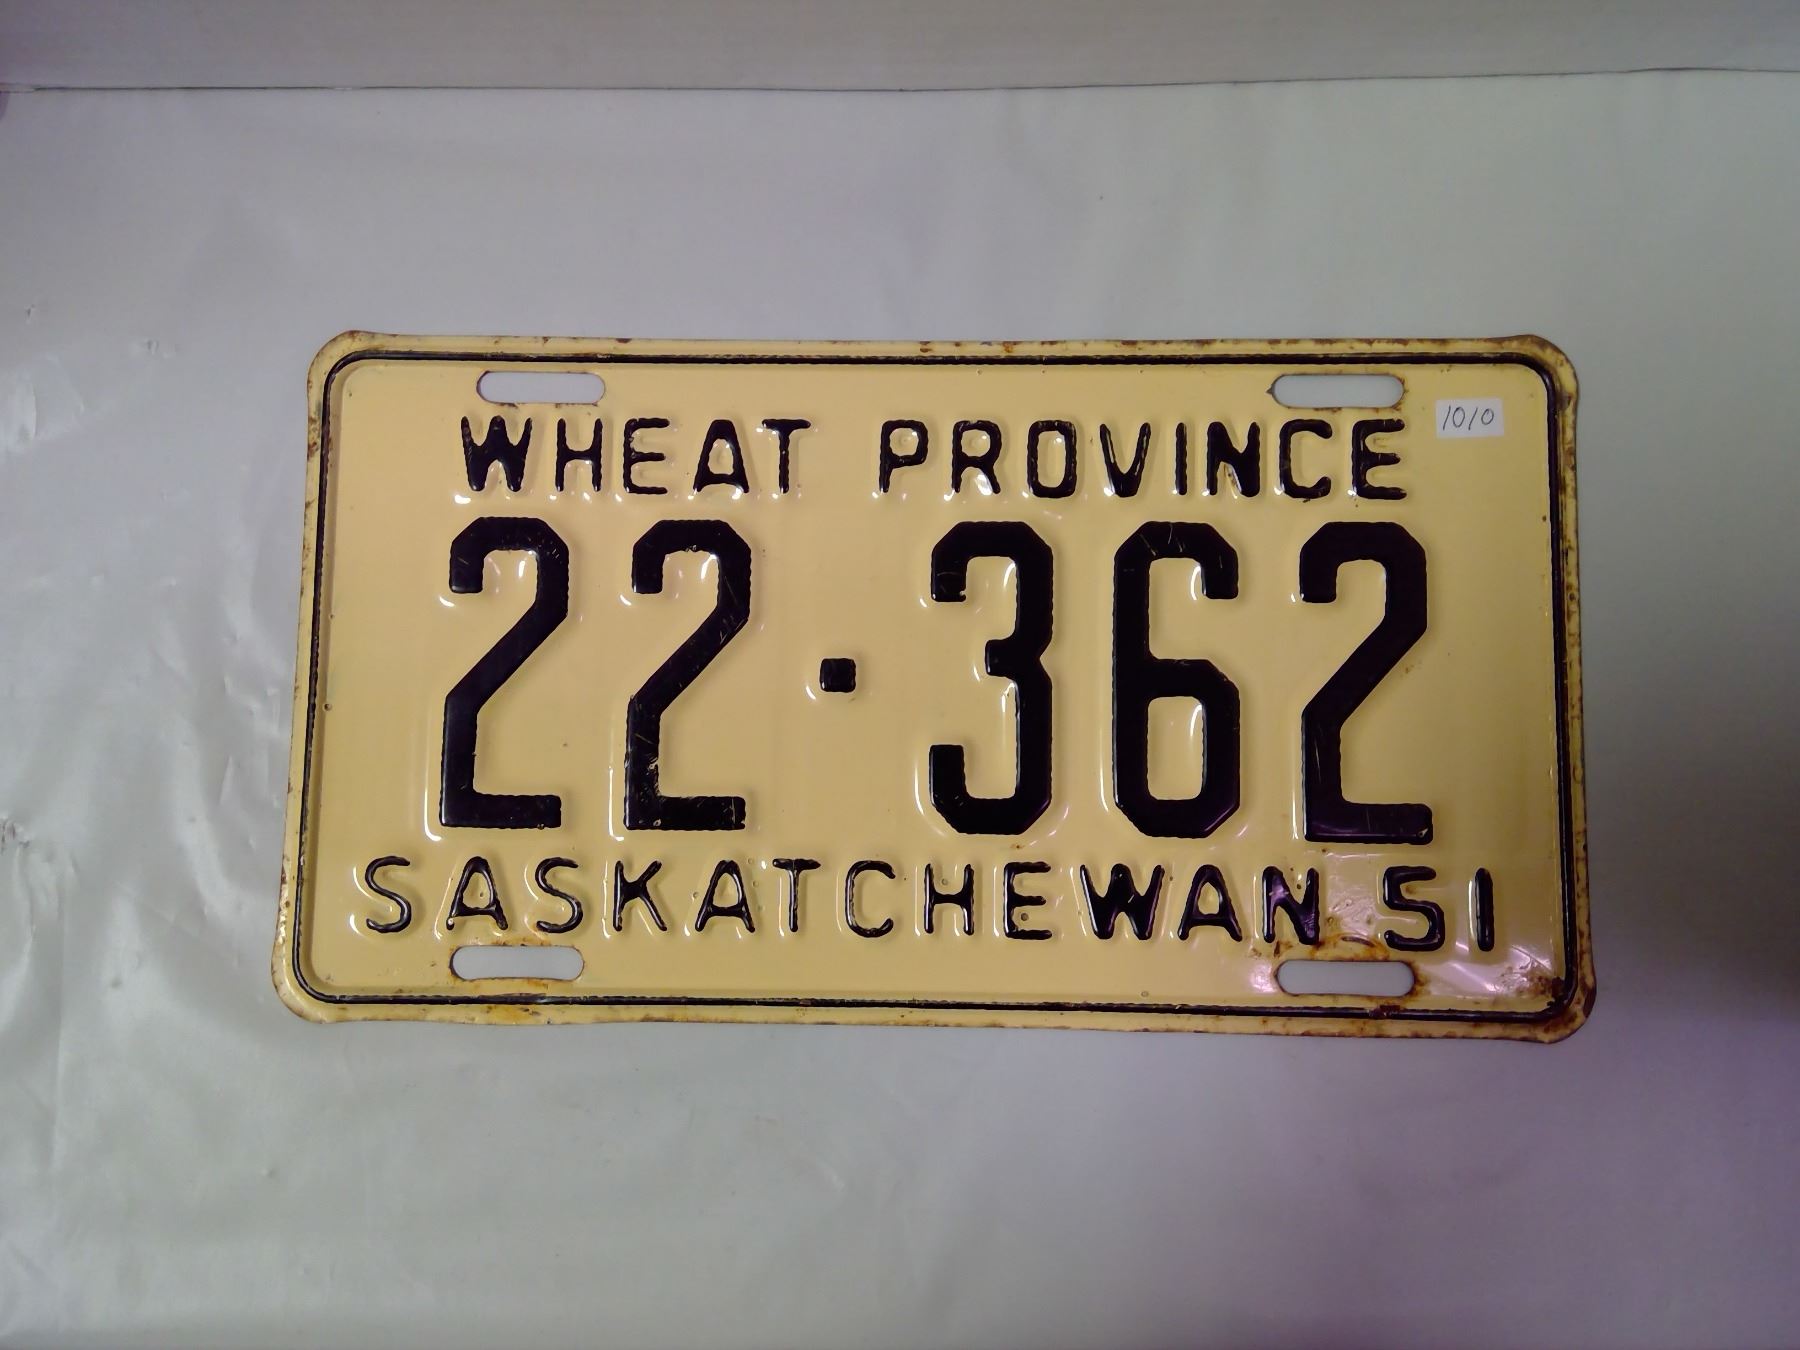 WHEAT PROVINCE
1010
22·362
SASKATCHEWAN 51